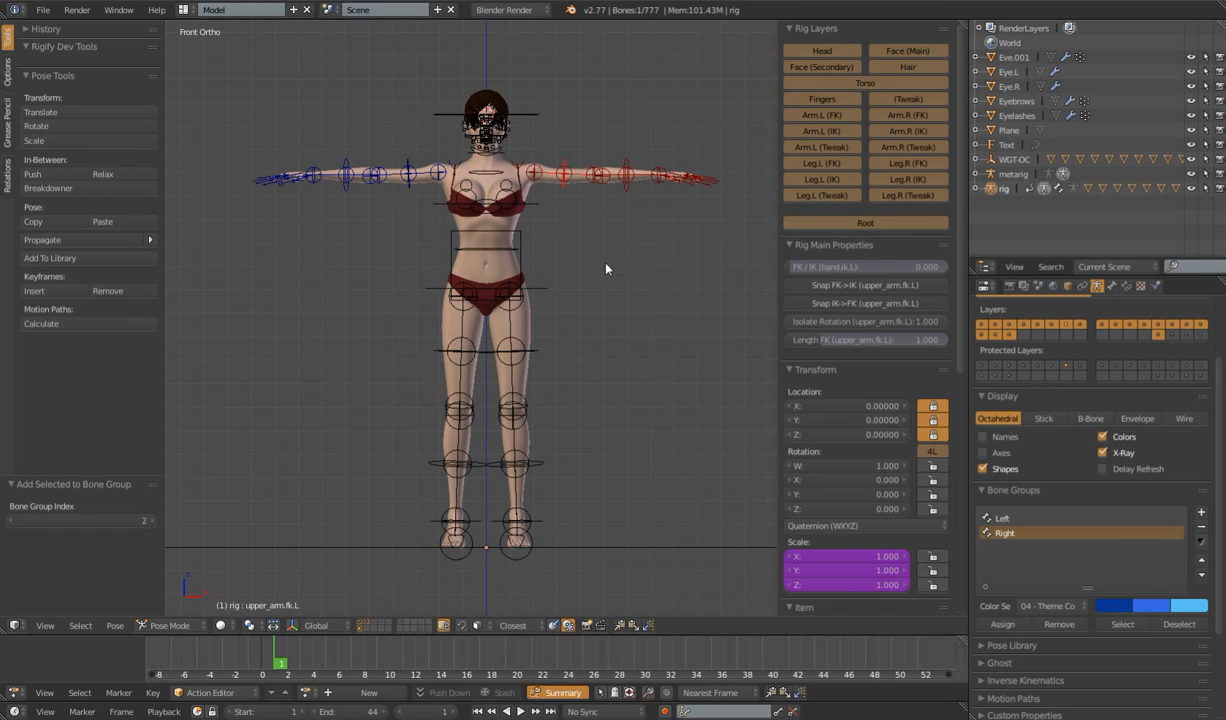 File Render Window Help Model Scene Blender Render v2.77 | Bones:1/777 | Mem:101.43M | rig
Tools
Options
Grease Pencil
Relations
History
Rigify Dev Tools
Pose Tools
Transform:
Translate
Rotate
Scale
In-Between:
Push Relax
Breakdowner
Pose:
Copy Paste
Propagate
Add To Library
Keyframes:
Insert Remove
Motion Paths:
Calculate
Add Selected to Bone Group
Bone Group Index
2
Front Ortho
z
(1) rig : upper_arm.fk.L
Rig Layers
Head Face (Main)
Face (Secondary) Hair
Torso
Fingers (Tweak)
Arm.L (FK) Arm.R (FK)
Arm.L (IK) Arm.R (IK)
Arm.L (Tweak) Arm.R (Tweak)
Leg.L (FK) Leg.R (FK)
Leg.L (IK) Leg.R (IK)
Leg.L (Tweak) Leg.R (Tweak)
Root
Rig Main Properties
FK / IK (hand.ik.L) 0.000
Snap FK->IK (upper_arm.fk.L)
Snap IK->FK (upper_arm.fk.L)
Isolate Rotation (upper_arm.fk.L): 1.000
Length FK (upper_arm.fk.L): 1.000
Transform
Location:
X: 0.00000
Y: 0.00000
Z: 0.00000
Rotation: 4L
W: 1.000
X: 0.000
Y: 0.000
Z: 0.000
Quaternion (WXYZ)
Scale:
X: 1.000
Y: 1.000
Z: 1.000
Item
RenderLayers
World
Eye.001
Eye.L
Eye.R
Eyebrows
Eyelashes
Plane
Text
WGT-OC
metarig
rig
View Search Current Scene
Layers:
Protected Layers:
Display
Octahedral Stick B-Bone Envelope Wire
Names Colors
Axes X-Ray
Shapes Delay Refresh
Bone Groups
Left
Right
Color Se 04 - Theme Co
Assign Remove Select Deselect
Pose Library
Ghost
Inverse Kinematics
Motion Paths
Custom Properties
View Select Pose Pose Mode Global Closest
1
-8 -6 -4 -2 0 2 4 6 8 10 12 14 16 18 20 22 24 26 28 30 32 34 36 38 40 42 44 46 48 50 52
View Select Marker Key Action Editor New Push Down Stash Summary Nearest Frame
View Marker Frame Playback Start: 1 End: 44 1 No Sync